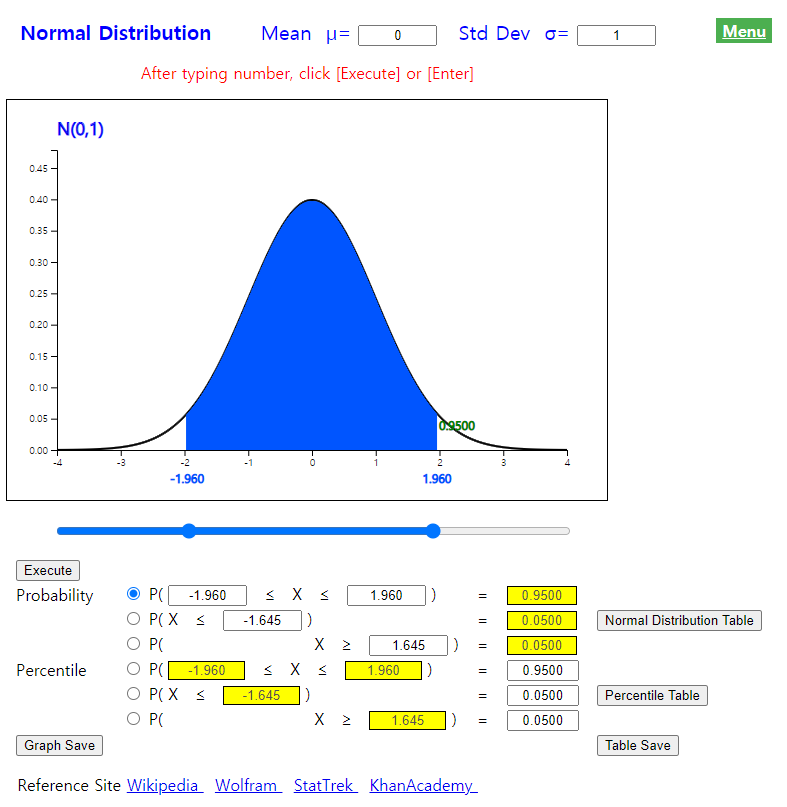 Normal Distribution Mean μ= 0 Std Dev σ= 1 Menu
After typing number, click [Execute] or [Enter]
N(0,1)
0.45
0.40
0.35
0.30
0.25
0.20
0.15
0.10
0.05 0.9500
0.00
-4 -3 -2 -1 0 1 2 3 4
-1.960 1.960
Execute
Probability P( -1.960 ≤ X ≤ 1.960 ) = 0.9500
P( X ≤ -1.645 ) = 0.0500 Normal Distribution Table
P( X ≥ 1.645 ) = 0.0500
Percentile P( -1.960 ≤ X ≤ 1.960 ) = 0.9500
P( X ≤ -1.645 ) = 0.0500 Percentile Table
P( X ≥ 1.645 ) = 0.0500
Graph Save Table Save
Reference Site Wikipedia Wolfram StatTrek KhanAcademy